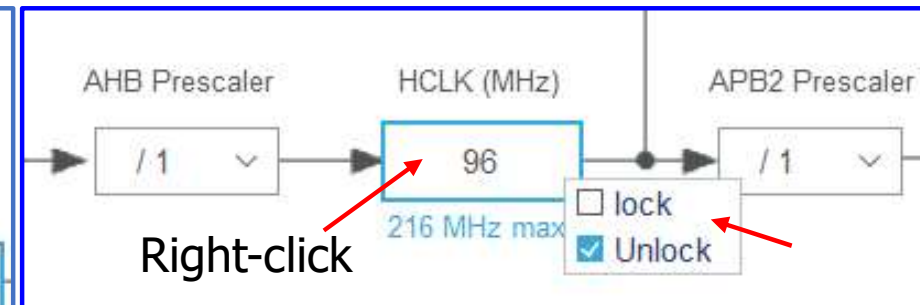 AHB Prescaler
HCLK (MHz)
APB2 Prescaler
/ 1
96
/ 1
216 MHz max
lock
Unlock
Right-click